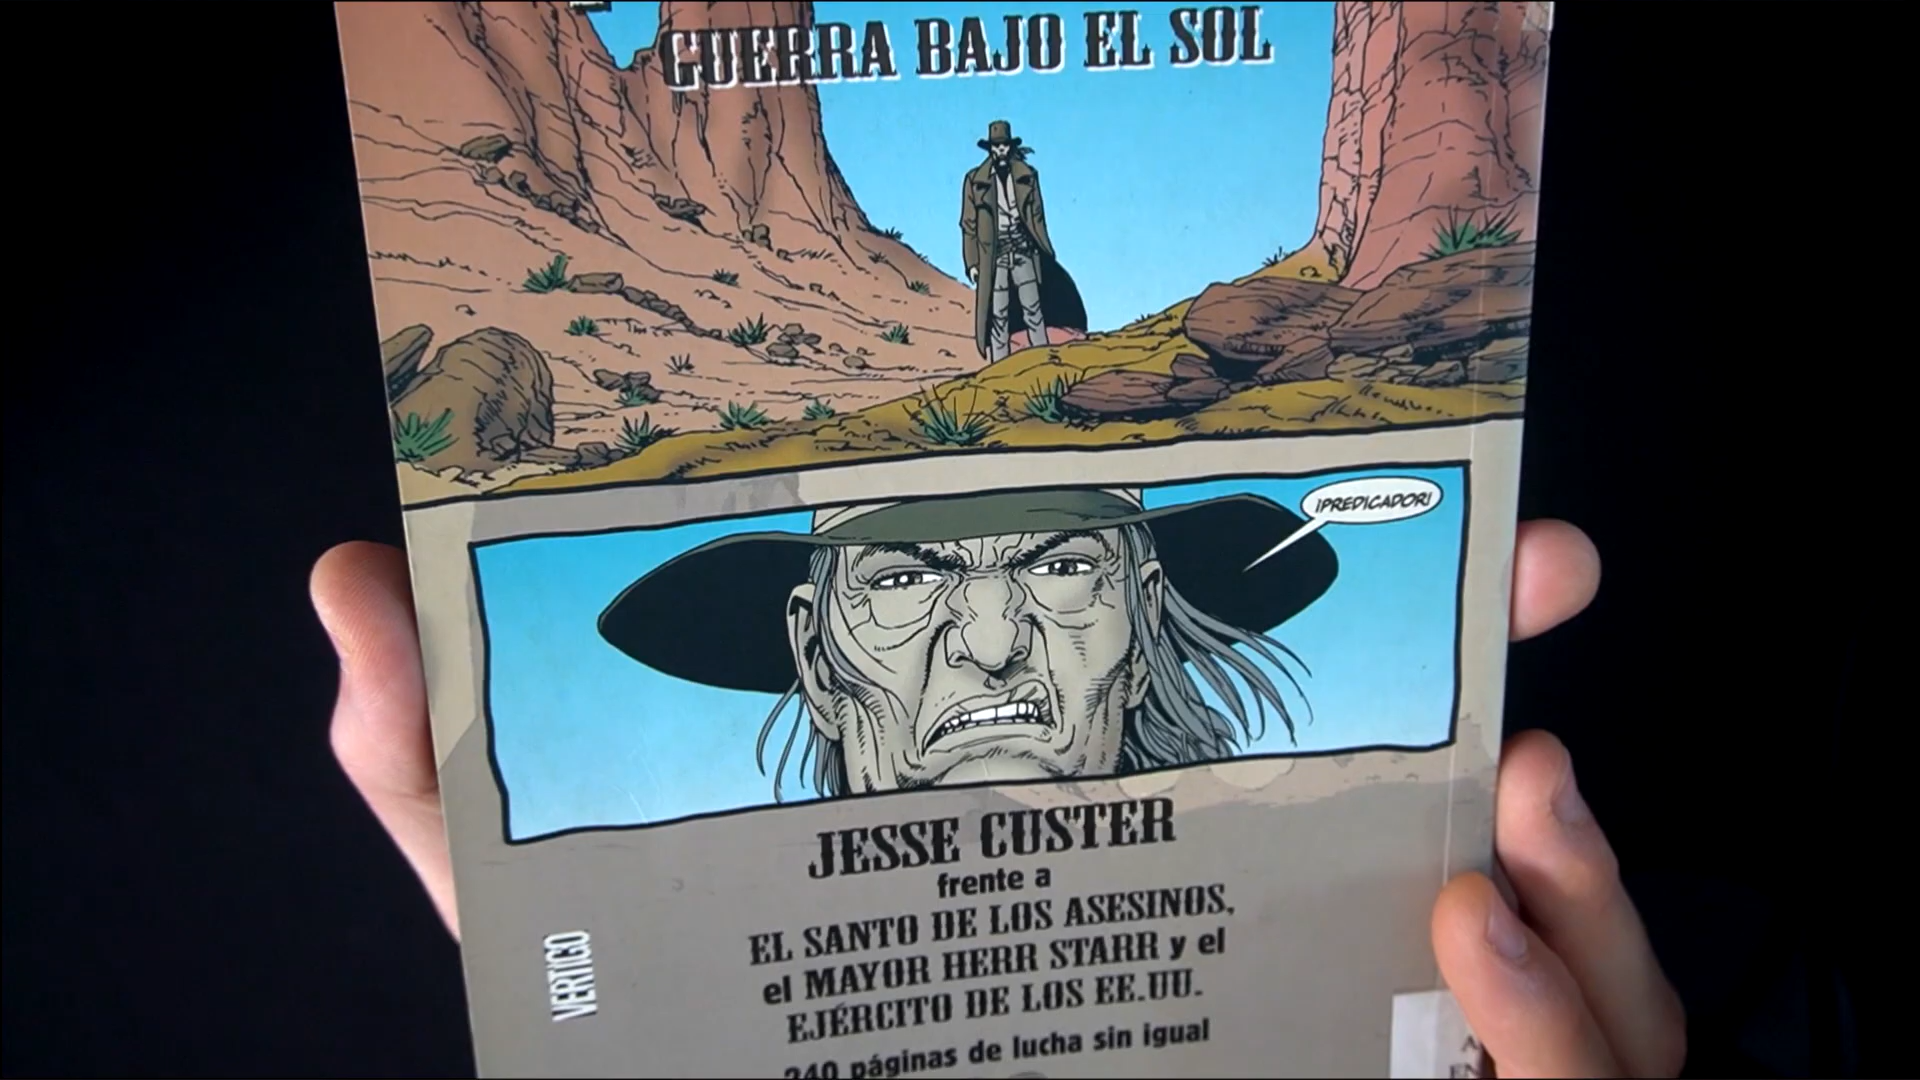 GUERRA BAJO EL SOL
¡PREDICADOR!
JESSE CUSTER
frente a
EL SANTO DE LOS ASESINOS,
el MAYOR HERR STARR y el
EJÉRCITO DE LOS EE.UU.
240 páginas de lucha sin igual
VERTIGO
A
EN